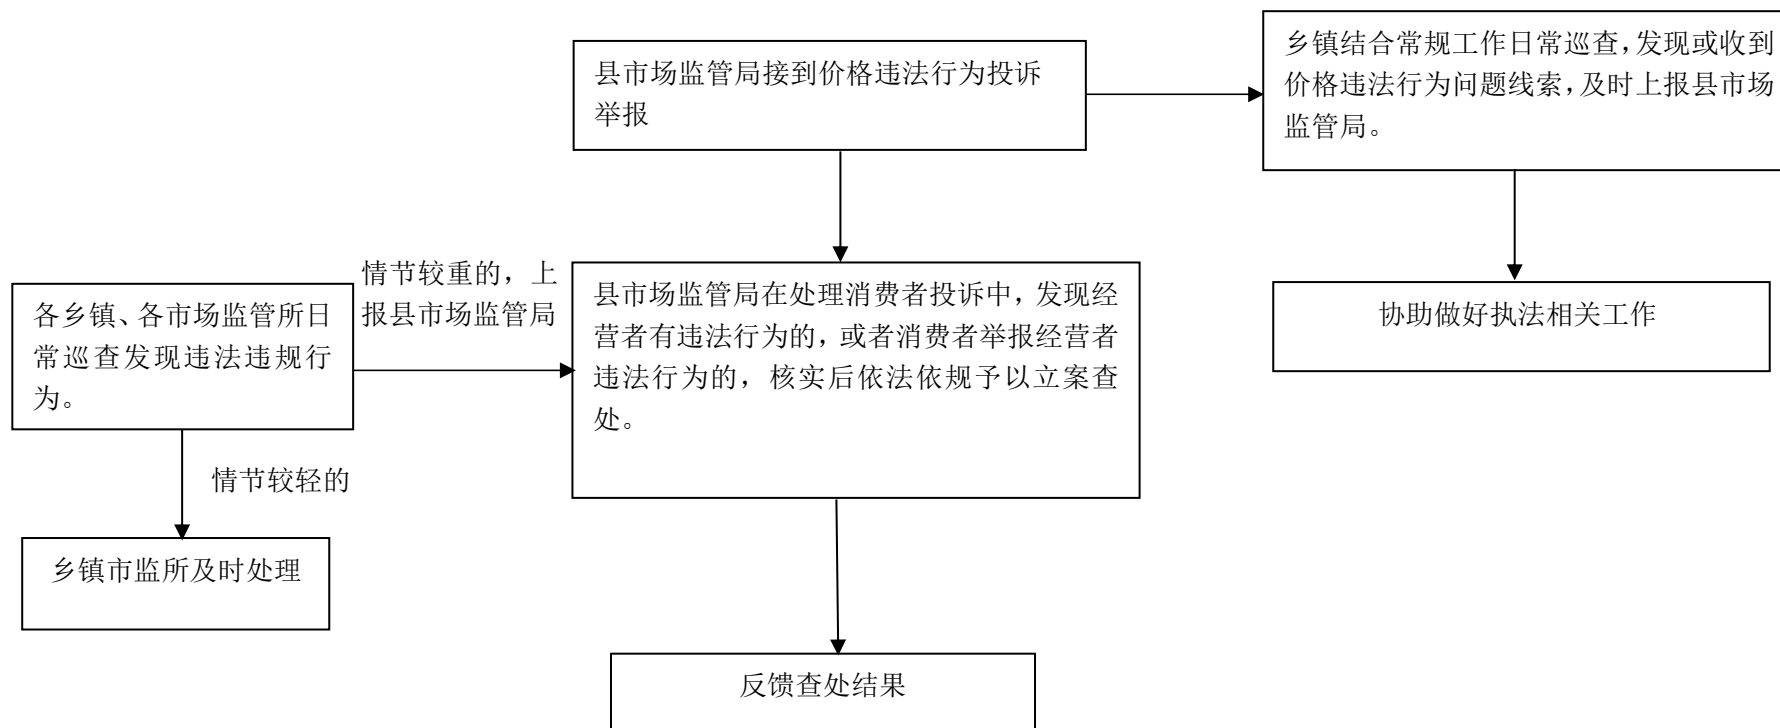 县市场监管局接到价格违法行为投诉
举报
乡镇结合常规工作日常巡查,发现或收到
价格违法行为问题线索,及时上报县市场
监管局。
情节较重的，上
报县市场监管局
各乡镇、各市场监管所日
常巡查发现违法违规行
为。
县市场监管局在处理消费者投诉中，发现经
营者有违法行为的，或者消费者举报经营者
违法行为的，核实后依法依规予以立案查
处。
协助做好执法相关工作
情节较轻的
乡镇市监所及时处理
反馈查处结果